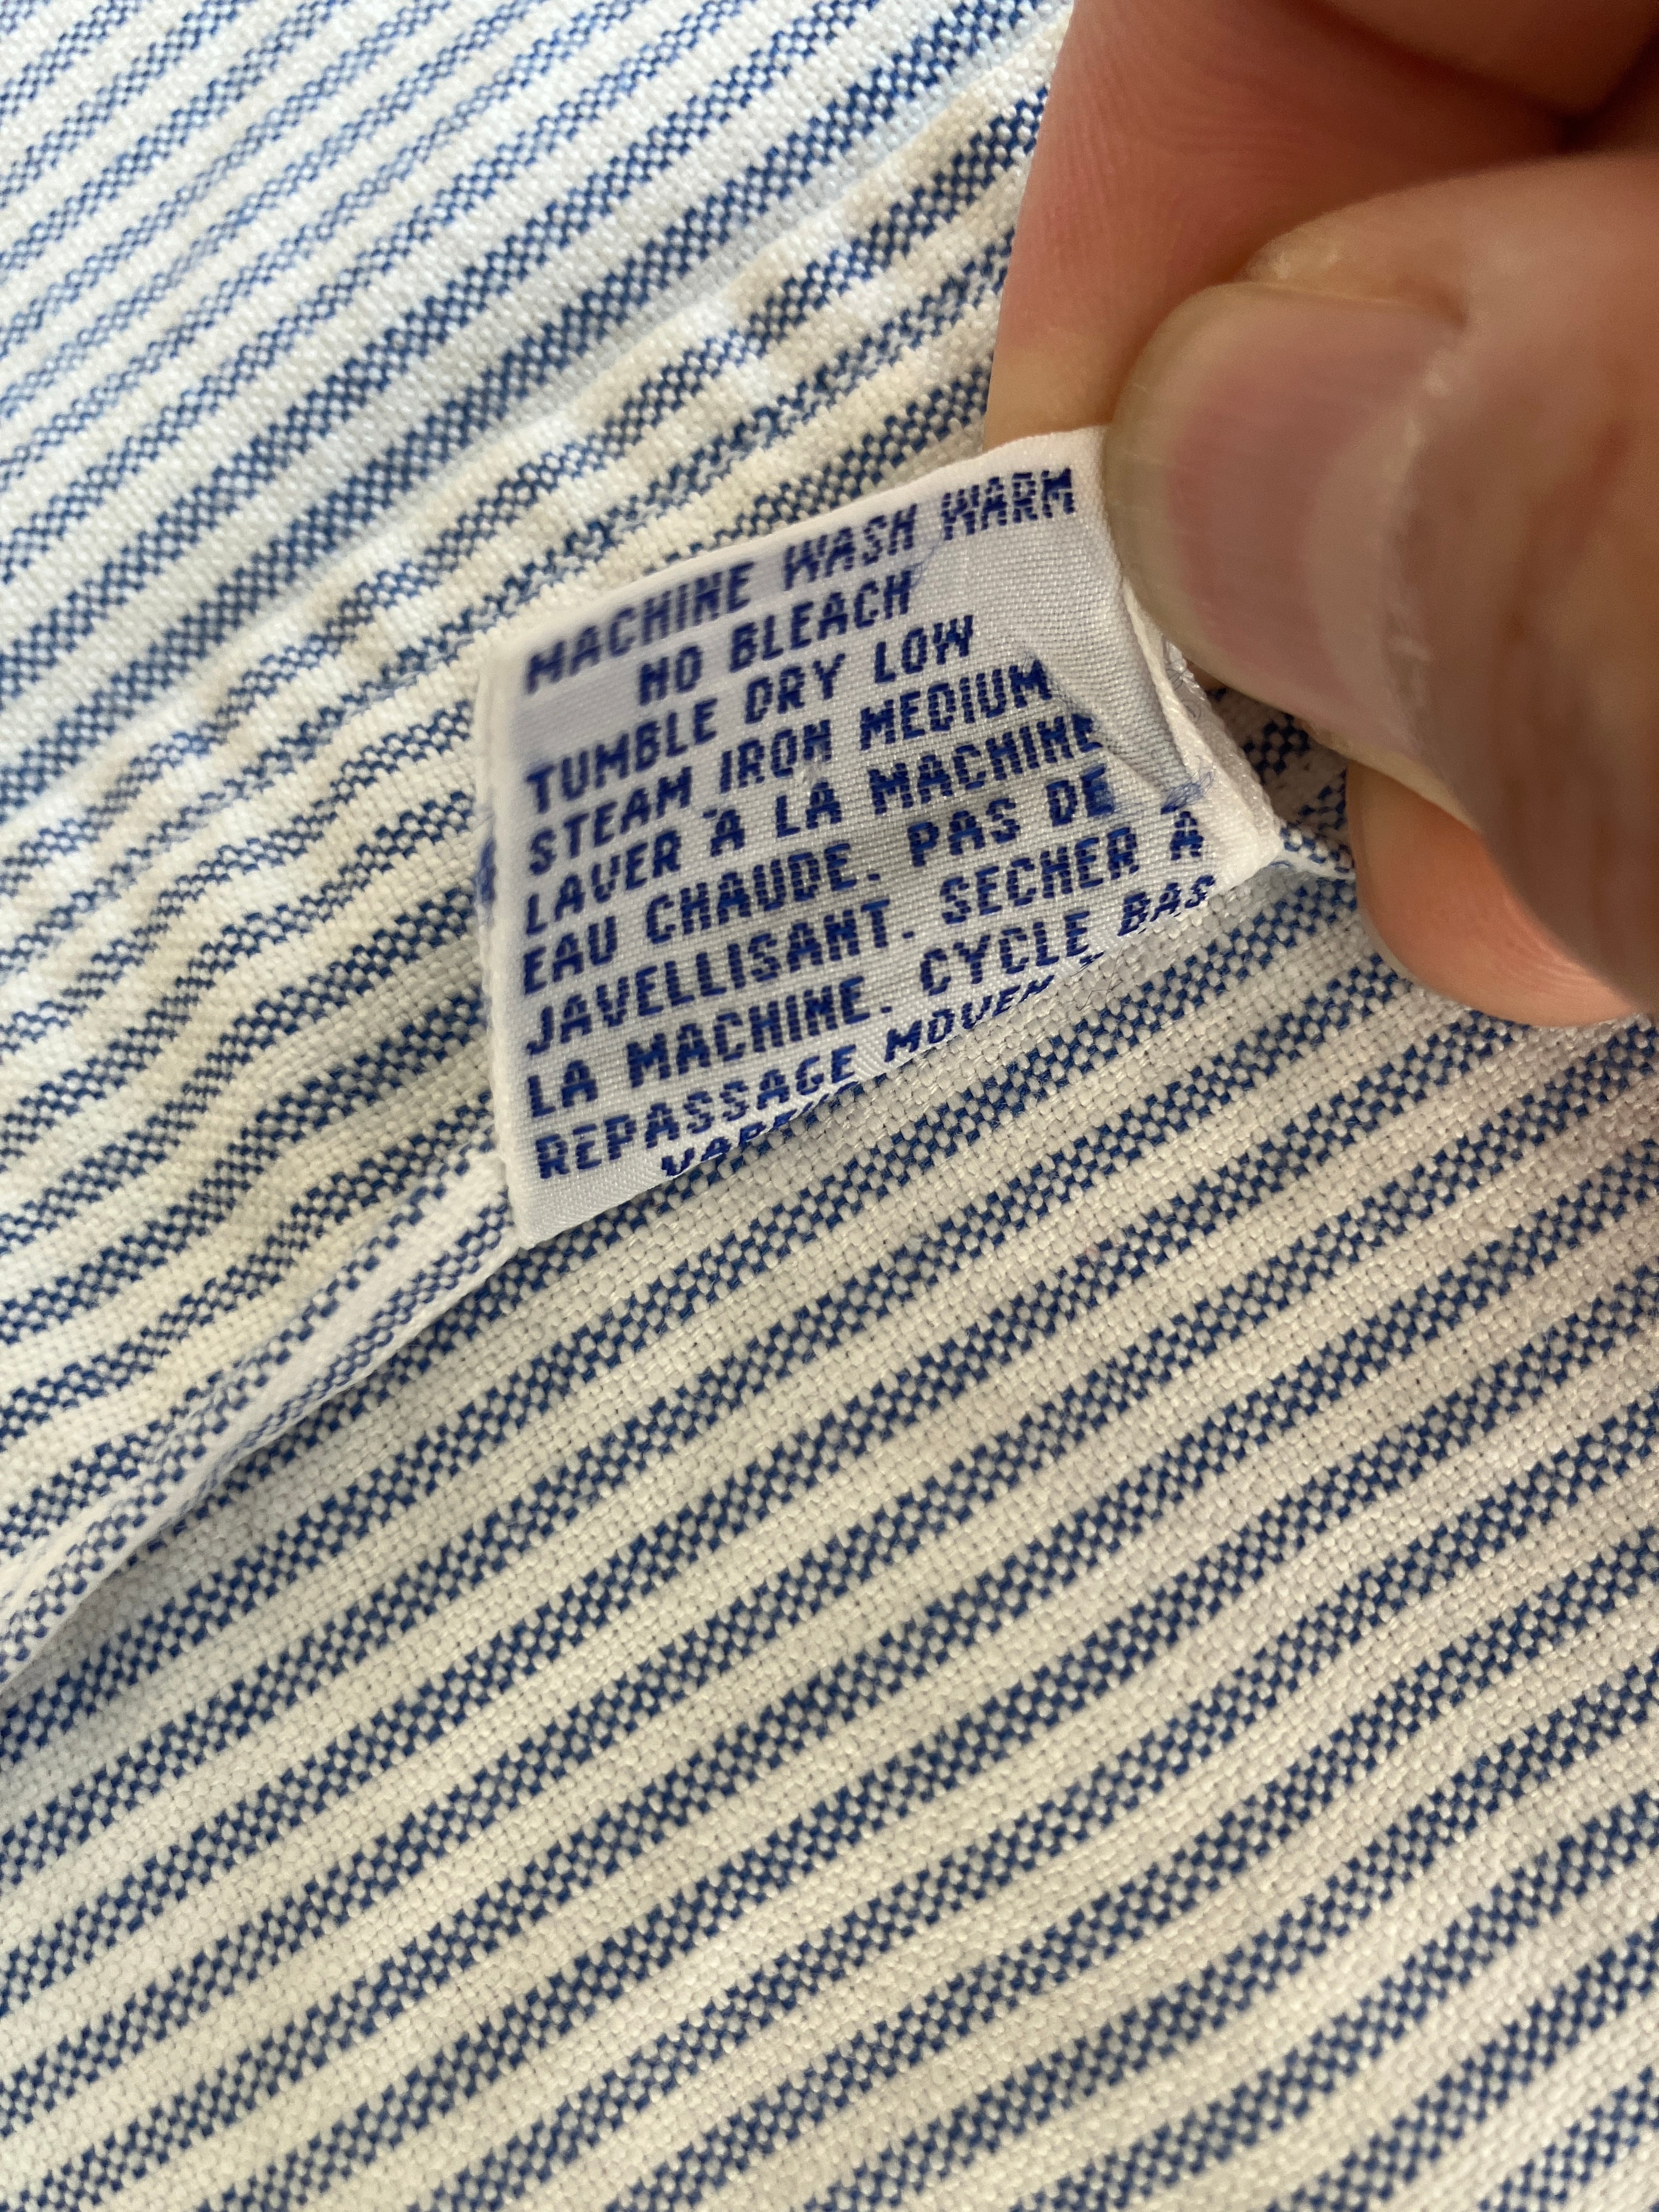 MACHINE WASH WARM
NO BLEACH
TUMBLE DRY LOW
STEAM IRON MEDIUM
LAVER À LA MACHINE
EAU CHAUDE. PAS DE
JAVELLISANT. SECHER À
LA MACHINE. CYCLE BAS
REPASSAGE MOYEN